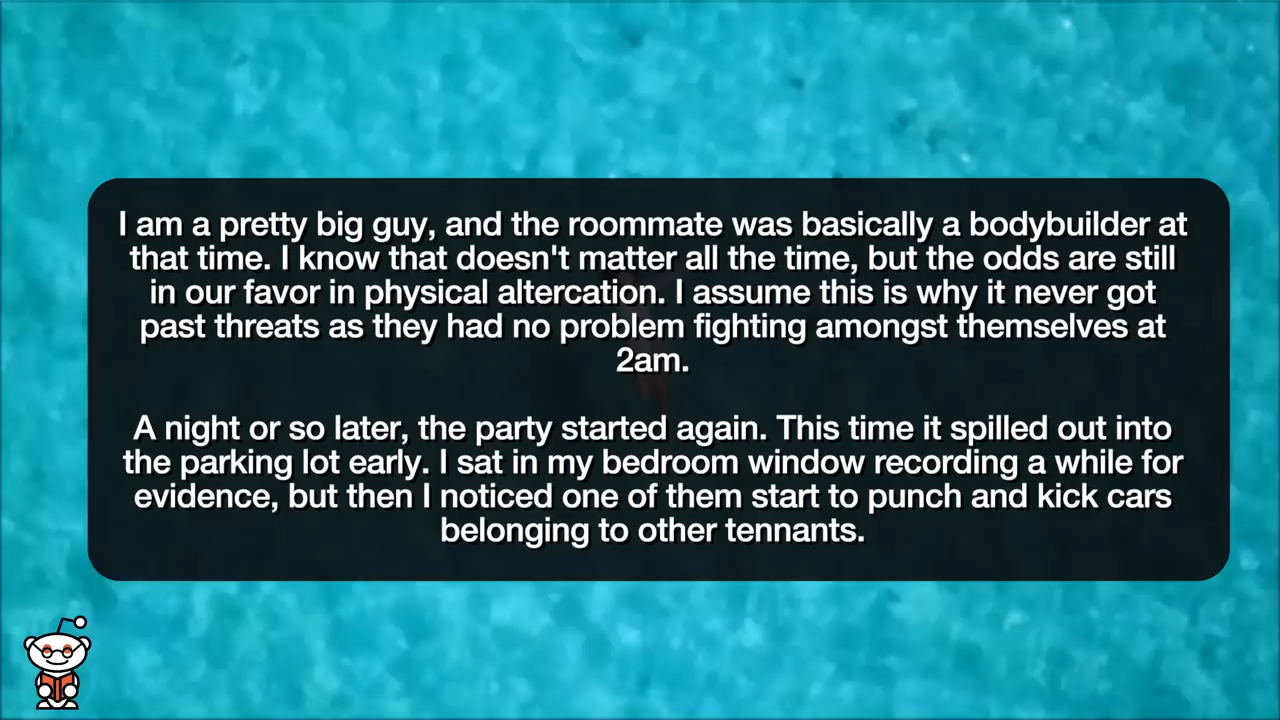 I am a pretty big guy, and the roommate was basically a bodybuilder at
that time. I know that doesn't matter all the time, but the odds are still
in our favor in physical altercation. I assume this is why it never got
past threats as they had no problem fighting amongst themselves at
2am.
A night or so later, the party started again. This time it spilled out into
the parking lot early. I sat in my bedroom window recording a while for
evidence, but then I noticed one of them start to punch and kick cars
belonging to other tennants.